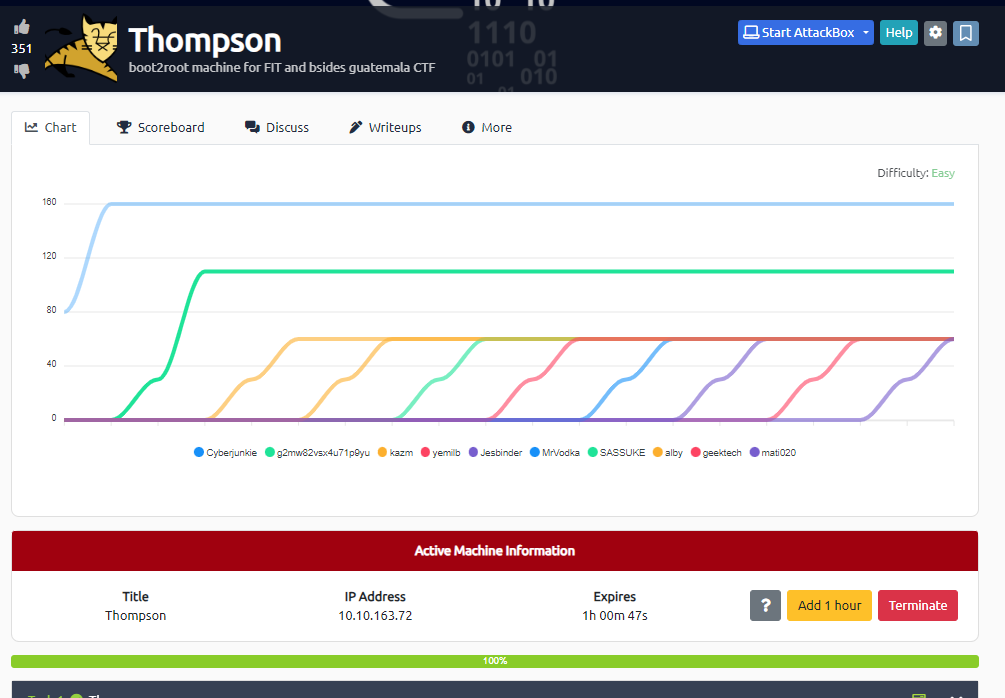 351
Thompson
boot2root machine for FIT and bsides guatemala CTF
10 10
1110
0101 01
01 010
01
Start AttackBox
Help
Chart
Scoreboard
Discuss
Writeups
More
Difficulty: Easy
160
120
80
40
0
Cyberjunkie g2mw82vsx4u71p9yu kazm yemilb Jesbinder MrVodka SASSUKE alby geektech mati020
Active Machine Information
Title IP Address Expires
Thompson 10.10.163.72 1h 00m 47s
? Add 1 hour Terminate
100%